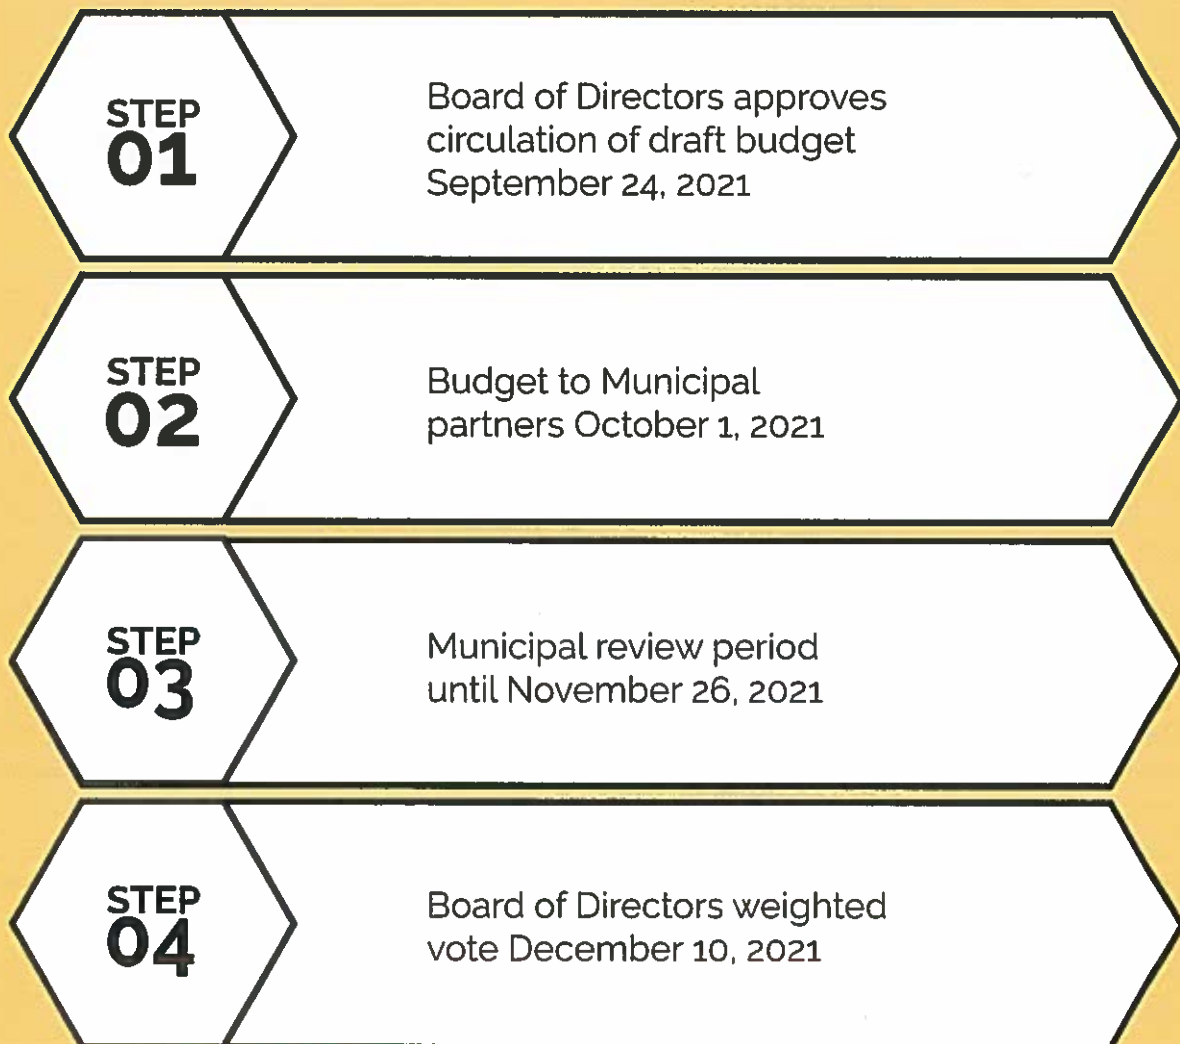 STEP
01
Board of Directors approves
circulation of draft budget
September 24, 2021
STEP
02
Budget to Municipal
partners October 1, 2021
STEP
03
Municipal review period
until November 26, 2021
STEP
04
Board of Directors weighted
vote December 10, 2021